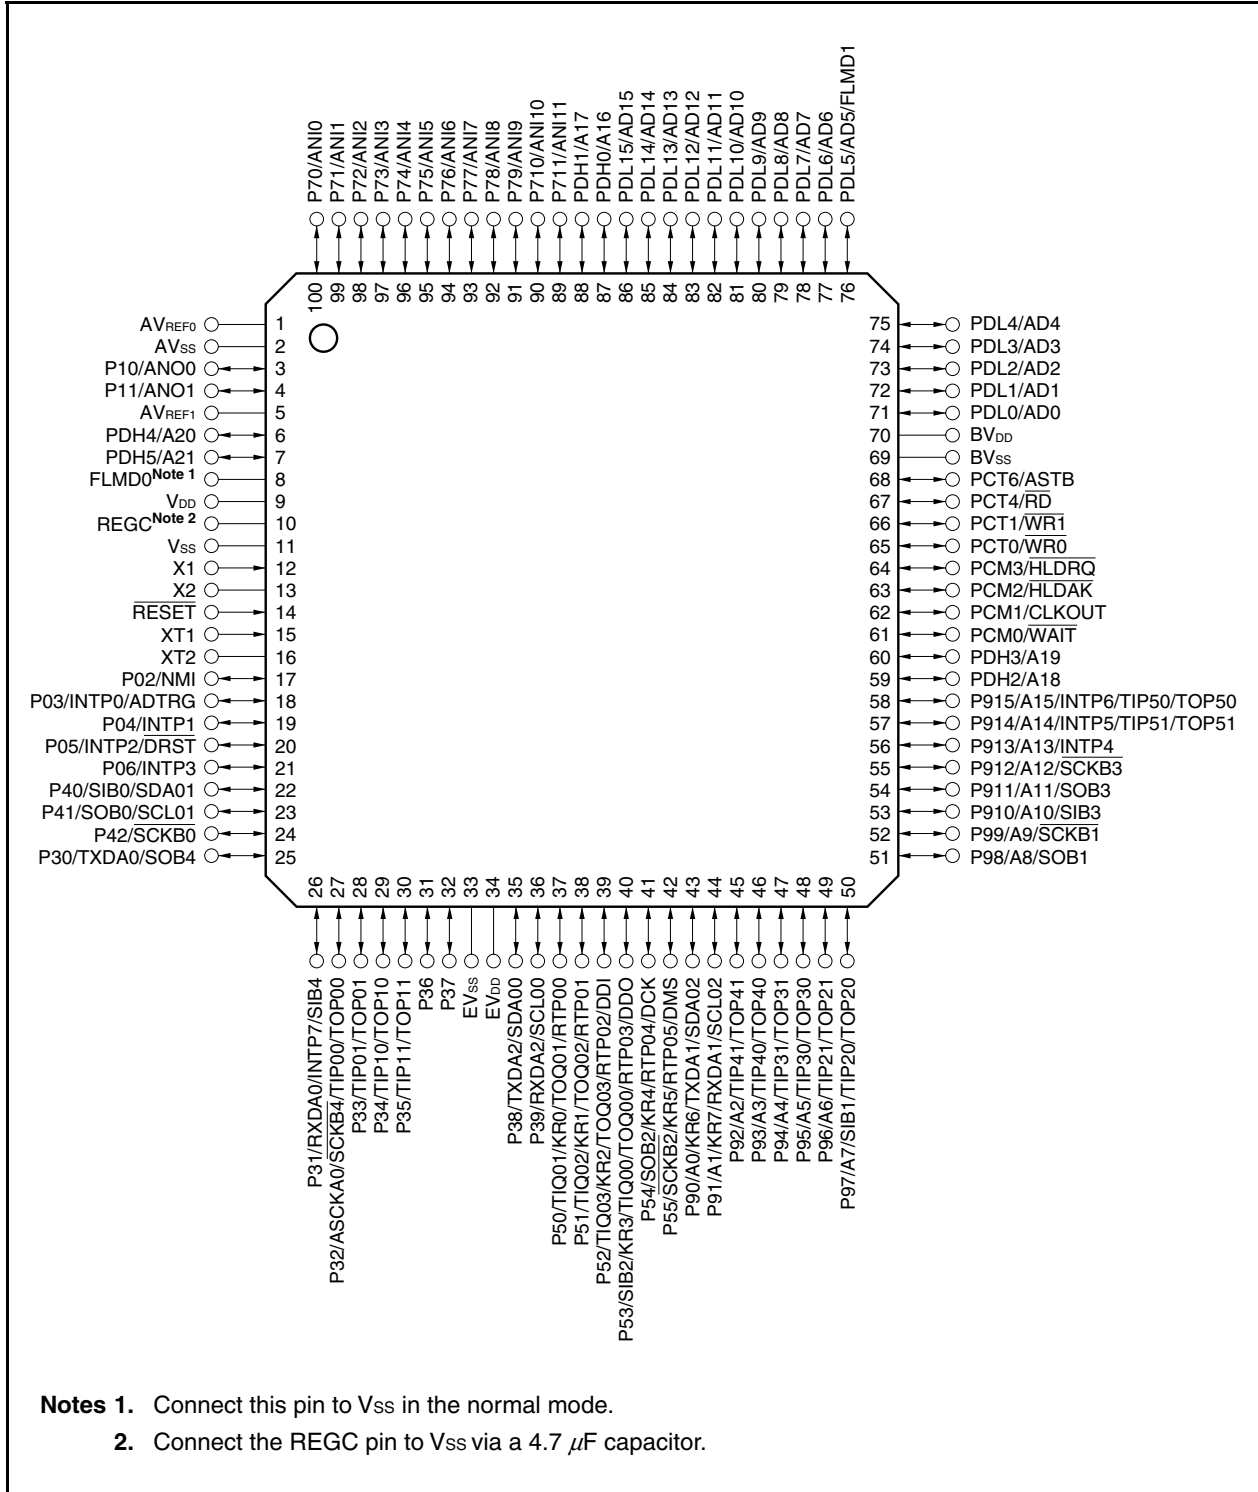 P70/ANI0
P71/ANI1
P72/ANI2
P73/ANI3
P74/ANI4
P75/ANI5
P76/ANI6
P77/ANI7
P78/ANI8
P79/ANI9
P710/ANI10
P711/ANI11
PDH1/A17
PDH0/A16
PDL15/AD15
PDL14/AD14
PDL13/AD13
PDL12/AD12
PDL11/AD11
PDL10/AD10
PDL9/AD9
PDL8/AD8
PDL7/AD7
PDL6/AD6
PDL5/AD5/FLMD1
100
99
98
97
96
95
94
93
92
91
90
89
88
87
86
85
84
83
82
81
80
79
78
77
76
AVREF0 1
AVSS 2
P10/ANO0 3
P11/ANO1 4
AVREF1 5
PDH4/A20 6
PDH5/A21 7
FLMD0Note 1 8
VDD 9
REGCNote 2 10
VSS 11
X1 12
X2 13
RESET 14
XT1 15
XT2 16
P02/NMI 17
P03/INTP0/ADTRG 18
P04/INTP1 19
P05/INTP2/DRST 20
P06/INTP3 21
P40/SIB0/SDA01 22
P41/SOB0/SCL01 23
P42/SCKB0 24
P30/TXDA0/SOB4 25
75 PDL4/AD4
74 PDL3/AD3
73 PDL2/AD2
72 PDL1/AD1
71 PDL0/AD0
70 BVDD
69 BVSS
68 PCT6/ASTB
67 PCT4/RD
66 PCT1/WR1
65 PCT0/WR0
64 PCM3/HLDRQ
63 PCM2/HLDAK
62 PCM1/CLKOUT
61 PCM0/WAIT
60 PDH3/A19
59 PDH2/A18
58 P915/A15/INTP6/TIP50/TOP50
57 P914/A14/INTP5/TIP51/TOP51
56 P913/A13/INTP4
55 P912/A12/SCKB3
54 P911/A11/SOB3
53 P910/A10/SIB3
52 P99/A9/SCKB1
51 P98/A8/SOB1
26
27
28
29
30
31
32
33
34
35
36
37
38
39
40
41
42
43
44
45
46
47
48
49
50
P31/RXDA0/INTP7/SIB4
P32/ASCKA0/SCKB4/TIP00/TOP00
P33/TIP01/TOP01
P34/TIP10/TOP10
P35/TIP11/TOP11
P36
P37
EVSS
EVDD
P38/TXDA2/SDA00
P39/RXDA2/SCL00
P50/TIQ01/KR0/TOQ01/RTP00
P51/TIQ02/KR1/TOQ02/RTP01
P52/TIQ03/KR2/TOQ03/RTP02/DDI
P53/SIB2/KR3/TIQ00/TOQ00/RTP03/DDO
P54/SOB2/KR4/RTP04/DCK
P55/SCKB2/KR5/RTP05/DMS
P90/A0/KR6/TXDA1/SDA02
P91/A1/KR7/RXDA1/SCL02
P92/A2/TIP41/TOP41
P93/A3/TIP40/TOP40
P94/A4/TIP31/TOP31
P95/A5/TIP30/TOP30
P96/A6/TIP21/TOP21
P97/A7/SIB1/TIP20/TOP20
Notes 1. Connect this pin to VSS in the normal mode.
2. Connect the REGC pin to VSS via a 4.7 μF capacitor.